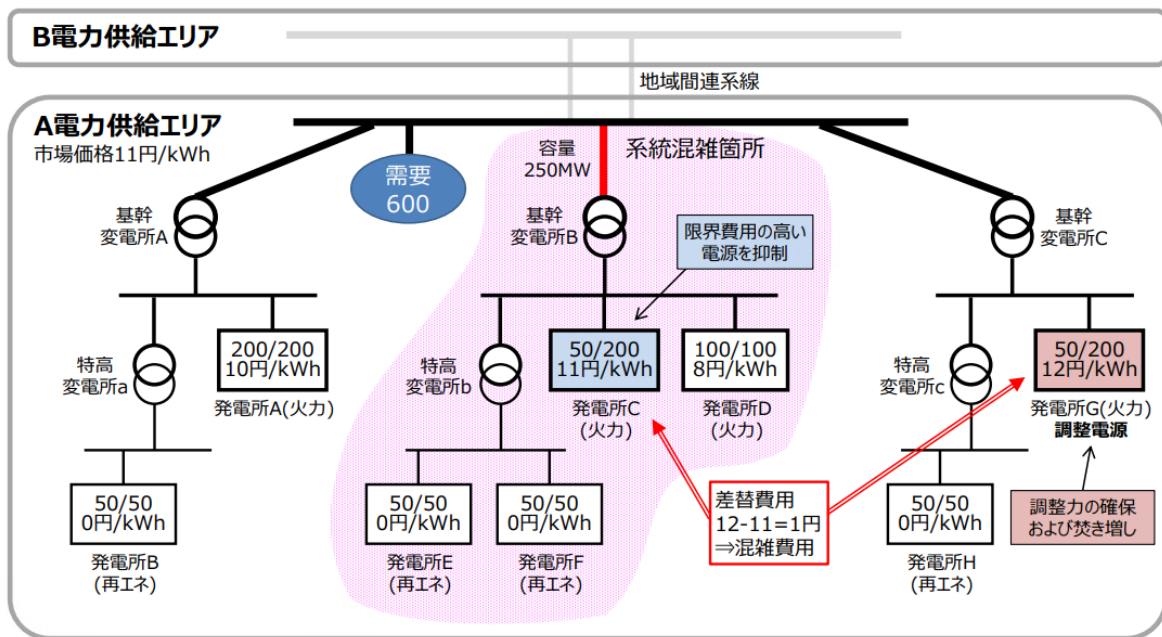 B電力供給エリア
地域間連系線
A電力供給エリア
市場価格11円/kWh
需要
600
容量
250MW
系統混雑箇所
基幹
変電所A
基幹
変電所B
限界費用の高い
電源を抑制
基幹
変電所C
特高
変電所a
200/200
10円/kWh
発電所A(火力)
特高
変電所b
50/200
11円/kWh
発電所C
(火力)
100/100
8円/kWh
発電所D
(火力)
特高
変電所c
50/200
12円/kWh
発電所G(火力)
調整電源
50/50
0円/kWh
発電所B
(再エネ)
50/50
0円/kWh
発電所E
(再エネ)
50/50
0円/kWh
発電所F
(再エネ)
差替費用
12-11=1円
⇒混雑費用
50/50
0円/kWh
発電所H
(再エネ)
調整力の確保
および焚き増し